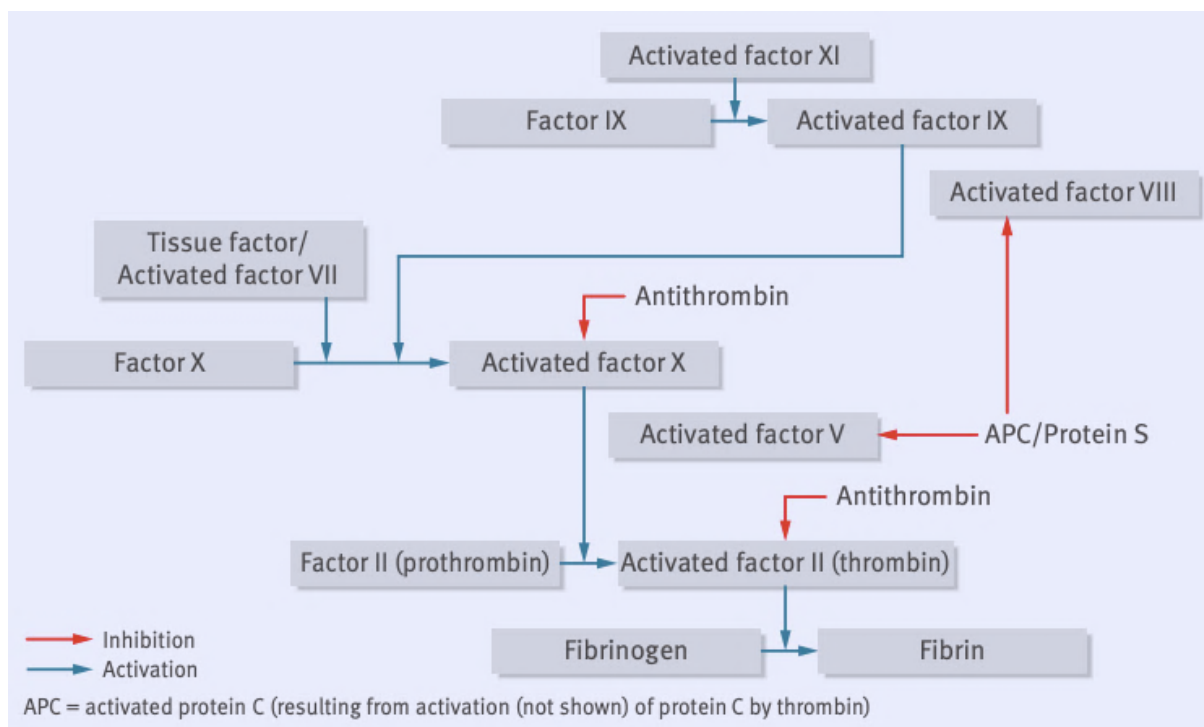 Activated factor XI
Factor IX
Activated factor IX
Activated factor VIII
Tissue factor/
Activated factor VII
Antithrombin
Factor X
Activated factor X
Activated factor V
APC/Protein S
Antithrombin
Factor II (prothrombin)
Activated factor II (thrombin)
Inhibition
Activation
Fibrinogen
Fibrin
APC = activated protein C (resulting from activation (not shown) of protein C by thrombin)